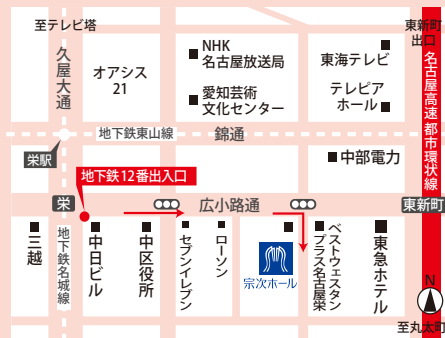 至テレビ塔
東新町
出口
久屋大通
オアシス
21
NHK
名古屋放送局
愛知芸術
文化センター
東海テレビ
テレピア
ホール
名古屋高速都市環状線
地下鉄東山線
錦通
栄駅
中部電力
地下鉄12番出入口
栄
広小路通
東新町
三越
地下鉄名城線
中日ビル
中区役所
セブンイレブン
ローソン
宗次ホール
ベストウェスタン
プラス名古屋栄
東急ホテル
N
至丸太町